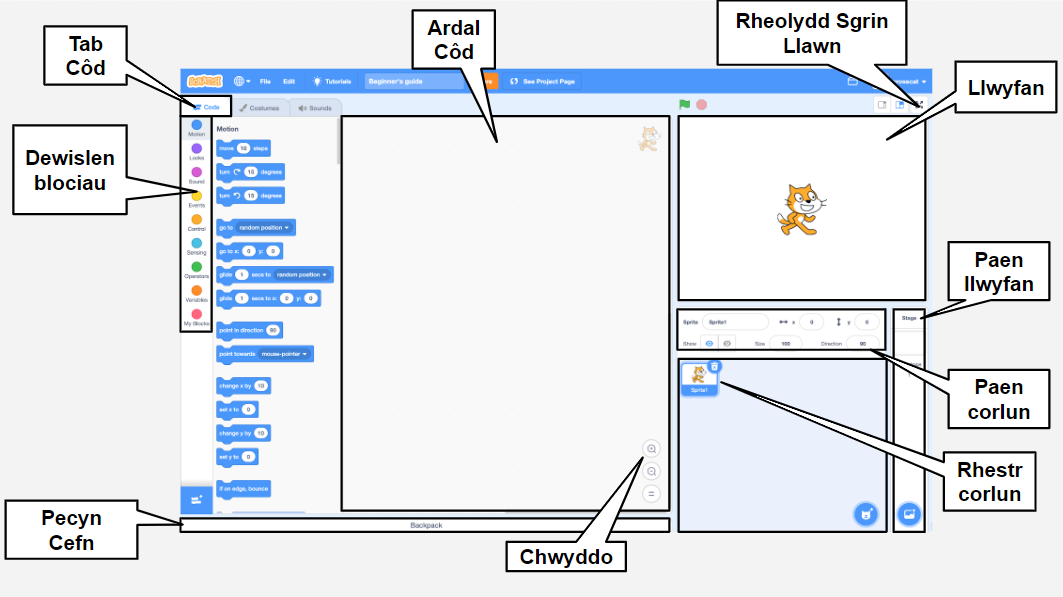 Tab
Côd
Ardal
Côd
Rheolydd Sgrin
Llawn
Llwyfan
Dewislen
blociau
Paen
llwyfan
Paen
corlun
Rhestr
corlun
Pecyn
Cefn
Chwyddo
SCRATCH
File
Edit
Tutorials
Beginner's guide
See Project Page
Code
Costumes
Sounds
Motion
Looks
Sound
Events
Control
Sensing
Operators
Variables
My Blocks
Motion
move 10 steps
turn 15 degrees
turn 15 degrees
go to random position
go to x: 0 y: 0
glide 1 secs to random position
glide 1 secs to x: 0 y: 0
point in direction 90
point towards mouse-pointer
change x by 10
set x to 0
change y by 10
set y to 0
if on edge, bounce
Backpack
Sprite Sprite1 x 0 y 0
Show Size 100 Direction 90
Sprite1
Stage